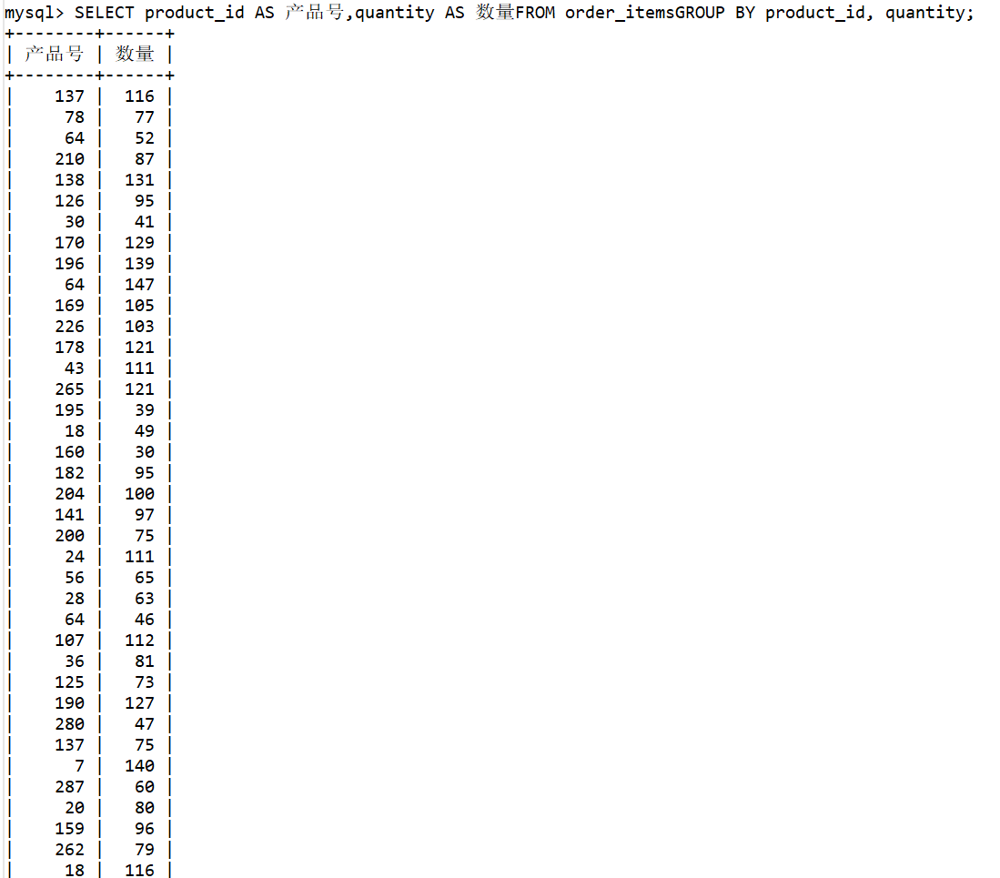 mysql> SELECT product_id AS 产品号,quantity AS 数量FROM order_itemsGROUP BY product_id, quantity;
+--------+------+
| 产品号 | 数量 |
+--------+------+
|    137 |  116 |
|     78 |   77 |
|     64 |   52 |
|    210 |   87 |
|    138 |  131 |
|    126 |   95 |
|     30 |   41 |
|    170 |  129 |
|    196 |  139 |
|     64 |  147 |
|    169 |  105 |
|    226 |  103 |
|    178 |  121 |
|     43 |  111 |
|    265 |  121 |
|    195 |   39 |
|     18 |   49 |
|    160 |   30 |
|    182 |   95 |
|    204 |  100 |
|    141 |   97 |
|    200 |   75 |
|     24 |  111 |
|     56 |   65 |
|     28 |   63 |
|     64 |   46 |
|    107 |  112 |
|     36 |   81 |
|    125 |   73 |
|    190 |  127 |
|    280 |   47 |
|    137 |   75 |
|      7 |  140 |
|    287 |   60 |
|     20 |   80 |
|    159 |   96 |
|    262 |   79 |
|     18 |  116 |